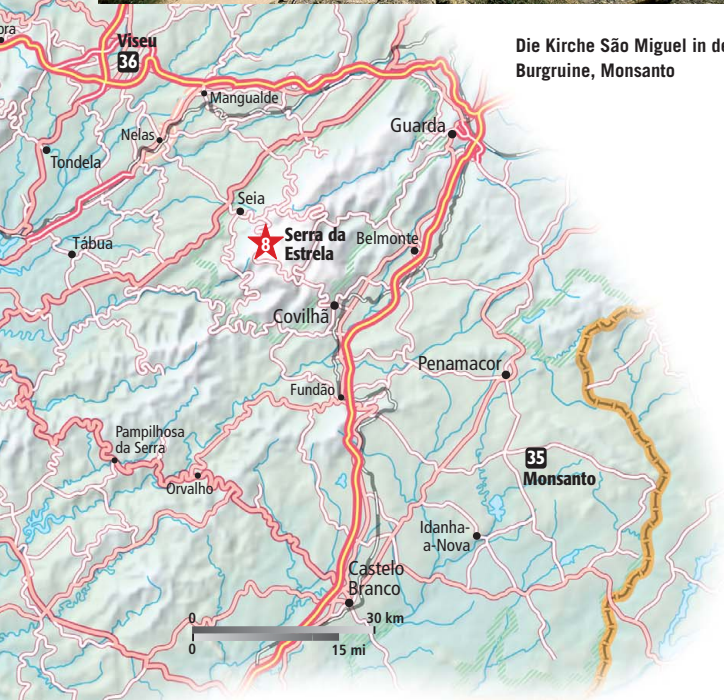 Die Kirche São Miguel in de
Burgruine, Monsanto
Viseu
36
Mangualde
Guarda
Nelas
Tondela
Seia
8
Serra da
Estrela
Belmonte
Tábua
Covilhã
Penamacor
Fundão
Pampilhosa
da Serra
35
Monsanto
Orvalho
Idanha-
a-Nova
Castelo
Branco
0
30 km
0
15 mi